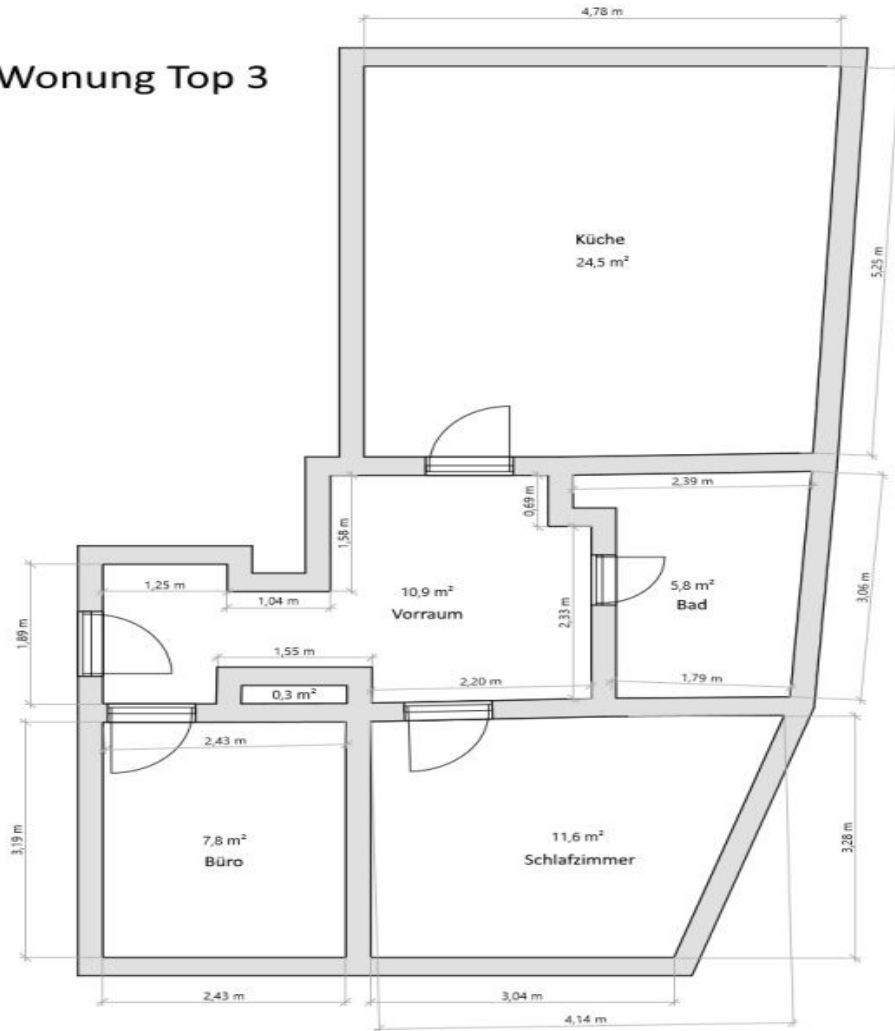 4,78 m
Wonung Top 3
Küche
24,5 m²
5,25 m
2,39 m
0,69 m
1,58 m
1,25 m
1,04 m
10,9 m²
Vorraum
5,8 m²
Bad
3,06 m
1,89 m
2,33 m
1,55 m
2,20 m
1,79 m
0,3 m²
2,43 m
3,19 m
7,8 m²
Büro
11,6 m²
Schlafzimmer
3,28 m
2,43 m
3,04 m
4,14 m